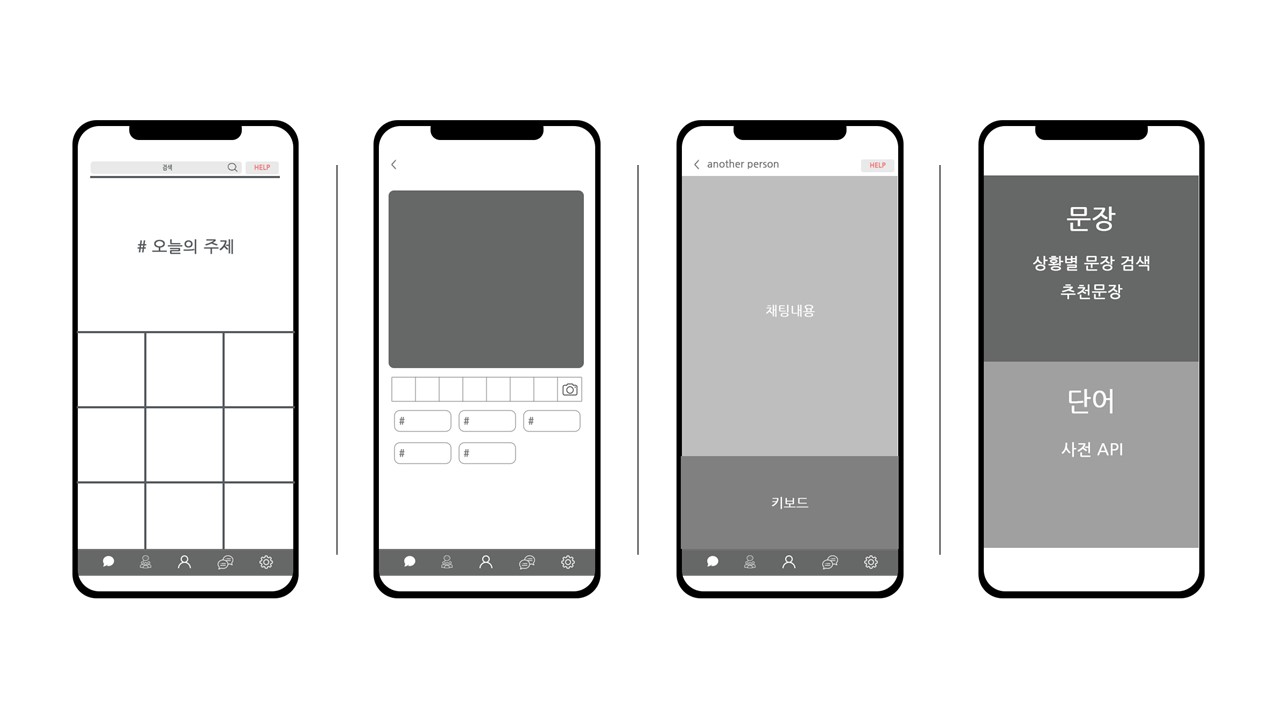 검색
HELP
# 오늘의 주제
#
#
#
#
#
another person
HELP
채팅내용
키보드
문장
상황별 문장 검색
추천문장
단어
사전 API